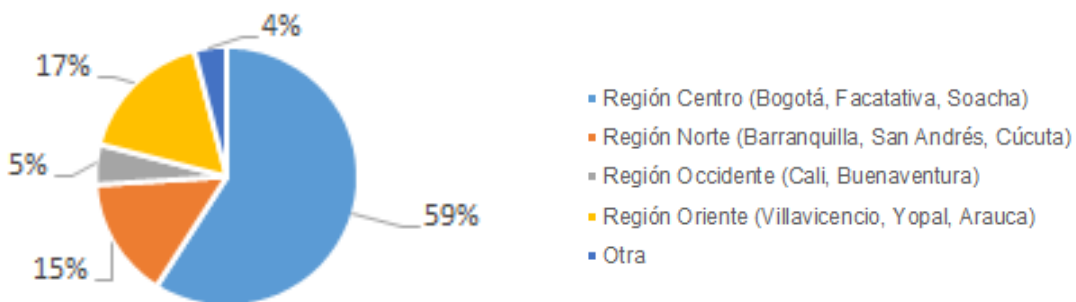 4%
17%
5%
15%
59%
Región Centro (Bogotá, Facatativa, Soacha)
Región Norte (Barranquilla, San Andrés, Cúcuta)
Región Occidente (Cali, Buenaventura)
Región Oriente (Villavicencio, Yopal, Arauca)
Otra